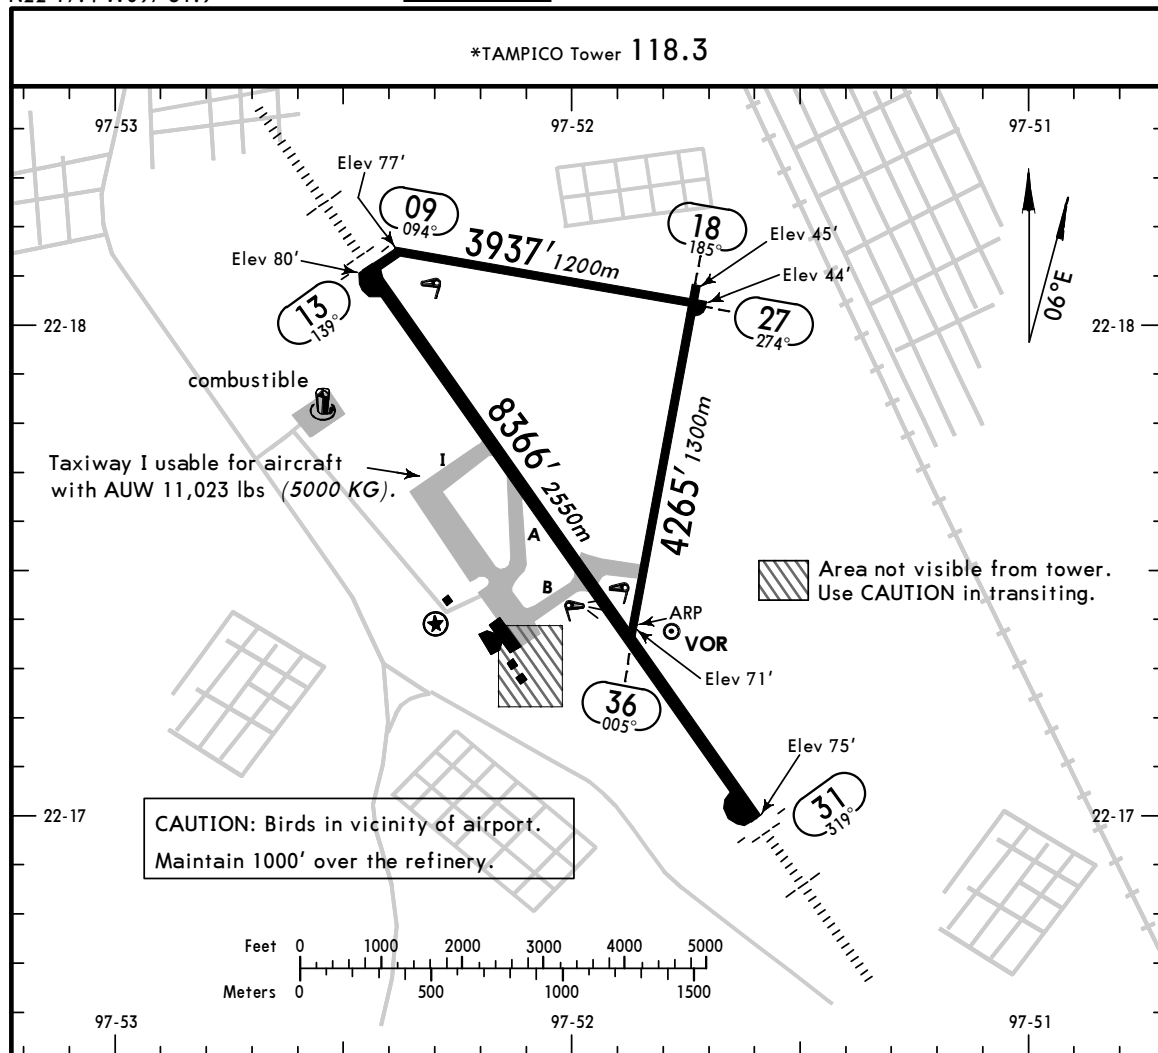 *TAMPICO Tower 118.3
97-53
97-52
97-51
Elev 77'
09
094°
18
185°
3937' 1200m
Elev 45'
Elev 80'
Elev 44'
06°E
13
139°
27
274°
22-18
22-18
combustible
8366' 2550m
4265' 1300m
Taxiway I usable for aircraft
with AUW 11,023 lbs (5000 KG).
I
A
B
Area not visible from tower.
Use CAUTION in transiting.
ARP
VOR
Elev 71'
36
005°
Elev 75'
31
319°
22-17
22-17
CAUTION: Birds in vicinity of airport.
Maintain 1000' over the refinery.
Feet 0 1000 2000 3000 4000 5000
Meters 0 500 1000 1500
97-53
97-52
97-51